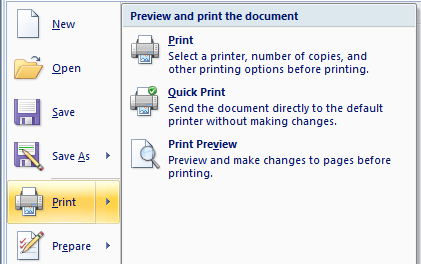 New
Open
Save
Save As
Print
Prepare
Preview and print the document
Print
Select a printer, number of copies, and
other printing options before printing.
Quick Print
Send the document directly to the default
printer without making changes.
Print Preview
Preview and make changes to pages before
printing.